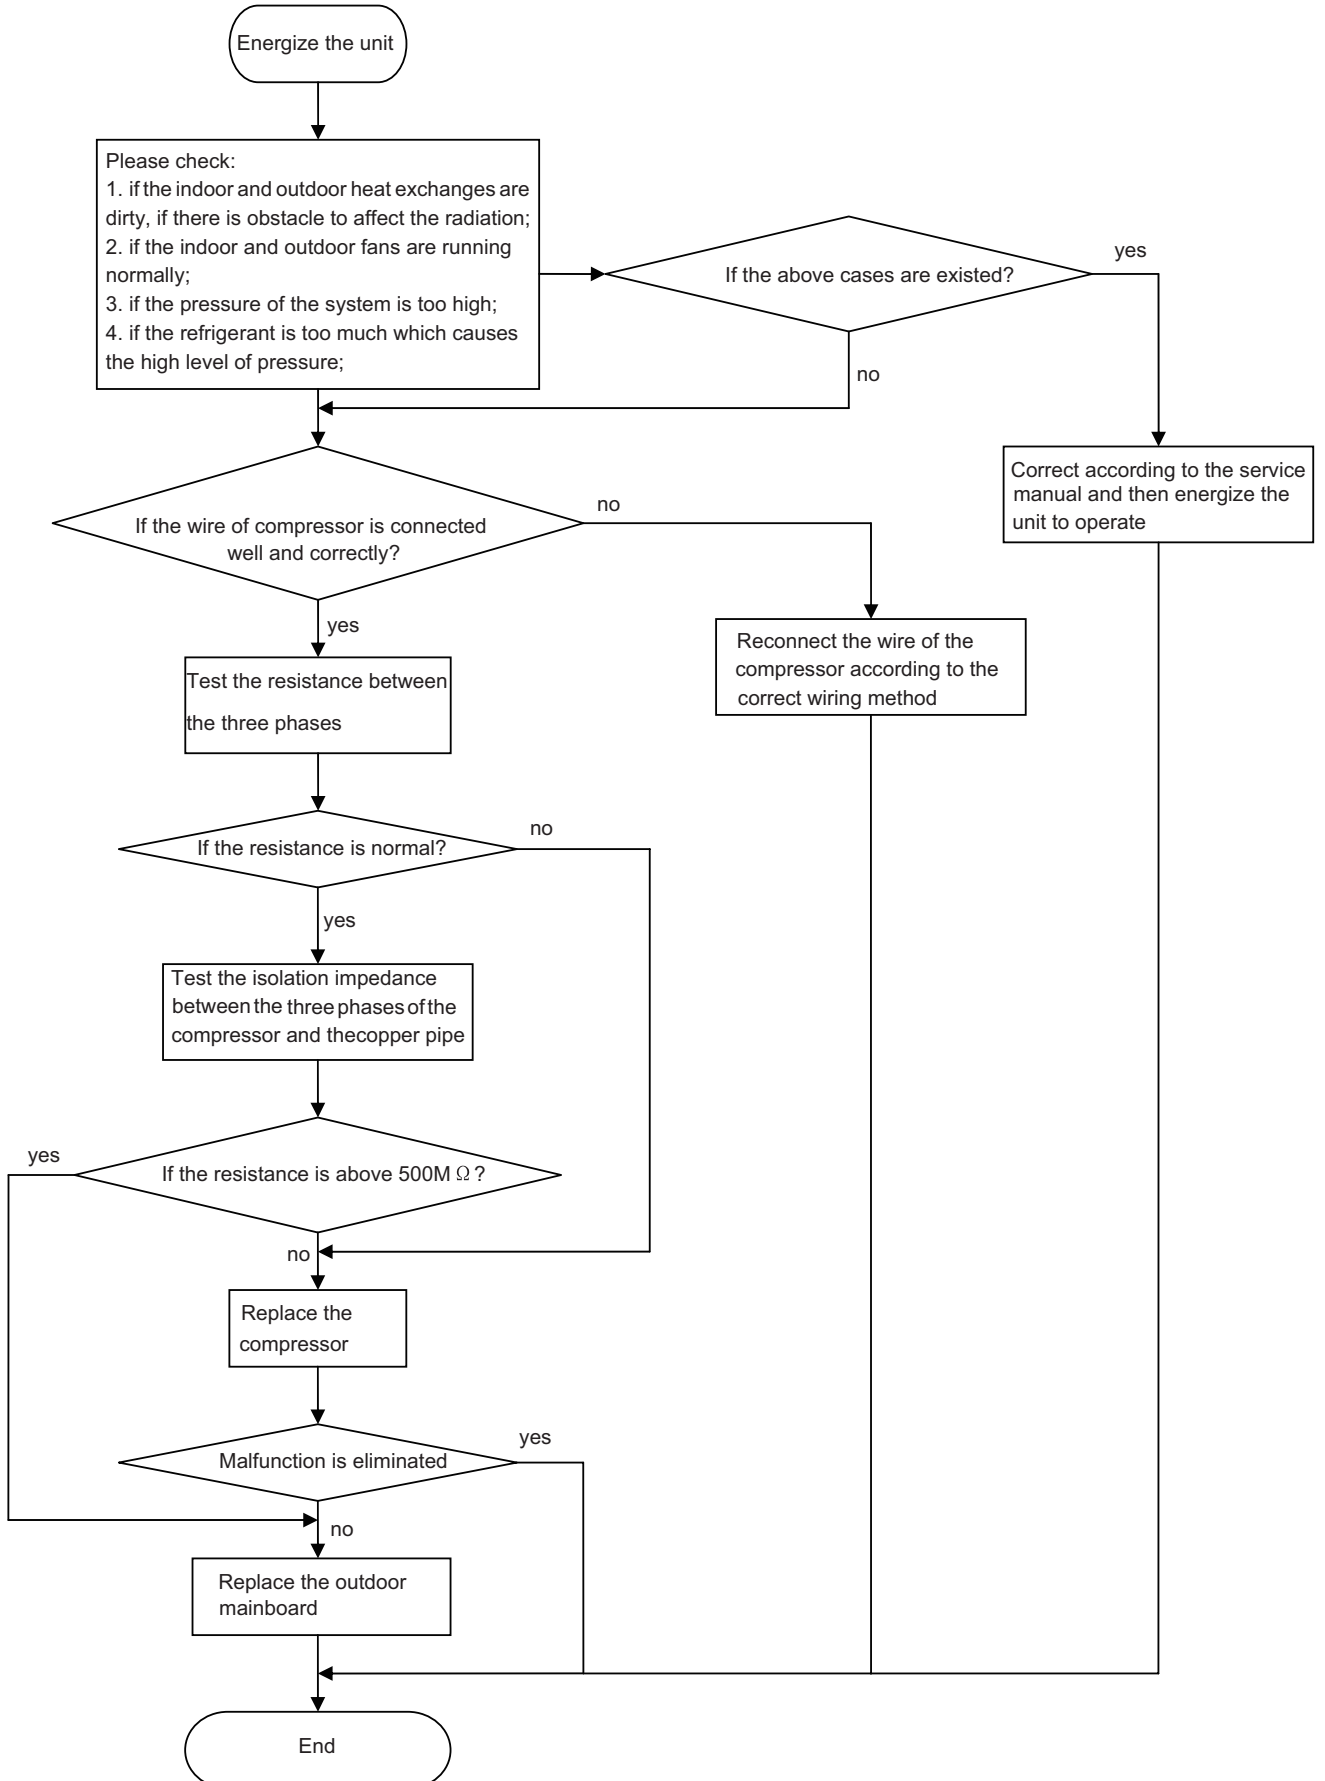 Energize the unit
Please check:
1. if the indoor and outdoor heat exchanges are
dirty, if there is obstacle to affect the radiation;
2. if the indoor and outdoor fans are running
normally;
3. if the pressure of the system is too high;
4. if the refrigerant is too much which causes
the high level of pressure;
If the above cases are existed?
yes
no
Correct according to the service
manual and then energize the
unit to operate
If the wire of compressor is connected
well and correctly?
no
yes
Reconnect the wire of the
compressor according to the
correct wiring method
Test the resistance between
the three phases
If the resistance is normal?
no
yes
Test the isolation impedance
between the three phases of the
compressor and thecopper pipe
yes
If the resistance is above 500M Ω ?
no
Replace the
compressor
Malfunction is eliminated
yes
no
Replace the outdoor
mainboard
End